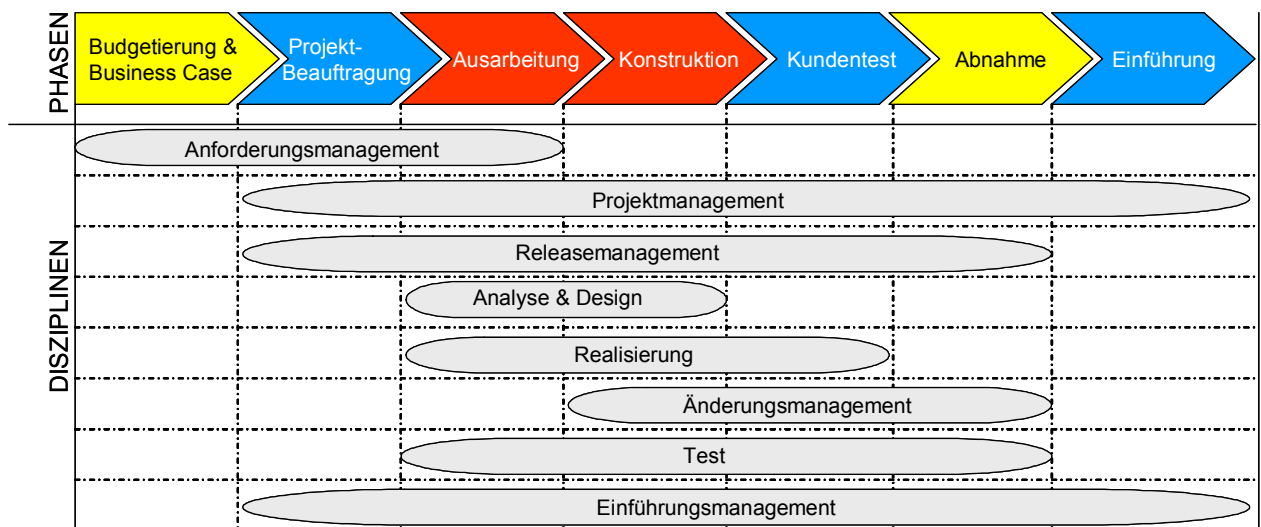 PHASEN
Budgetierung &
Business Case
Projekt-
Beauftragung
Ausarbeitung
Konstruktion
Kundentest
Abnahme
Einführung
DISZIPLINEN
Anforderungsmanagement
Projektmanagement
Releasemanagement
Analyse & Design
Realisierung
Änderungsmanagement
Test
Einführungsmanagement